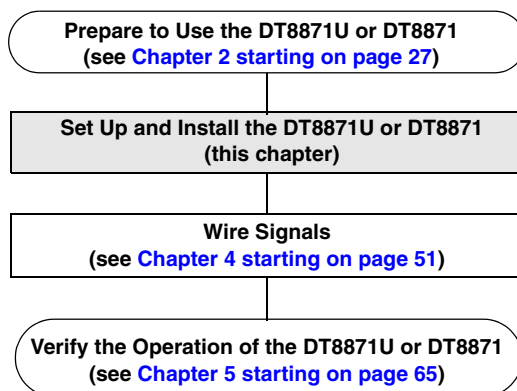 Prepare to Use the DT8871U or DT8871
(see Chapter 2 starting on page 27)
Set Up and Install the DT8871U or DT8871
(this chapter)
Wire Signals
(see Chapter 4 starting on page 51)
Verify the Operation of the DT8871U or DT8871
(see Chapter 5 starting on page 65)